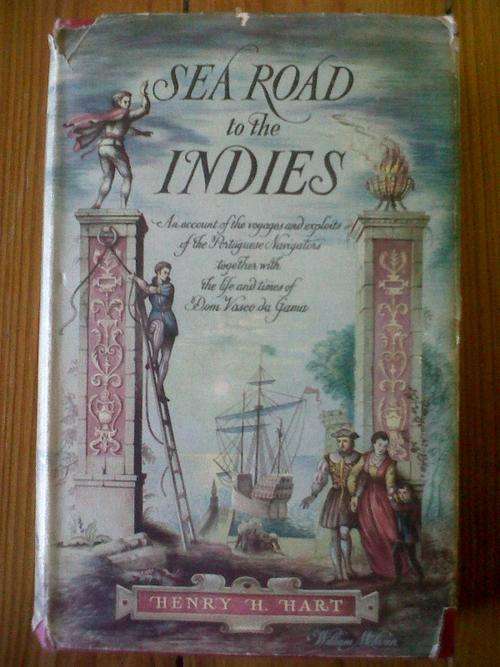 SEA ROAD
to the
INDIES
An account of the voyages and exploits
of the Portuguese Navigators
together with
the life and times of
Dom Vasco da Gama
HENRY H. HART
William